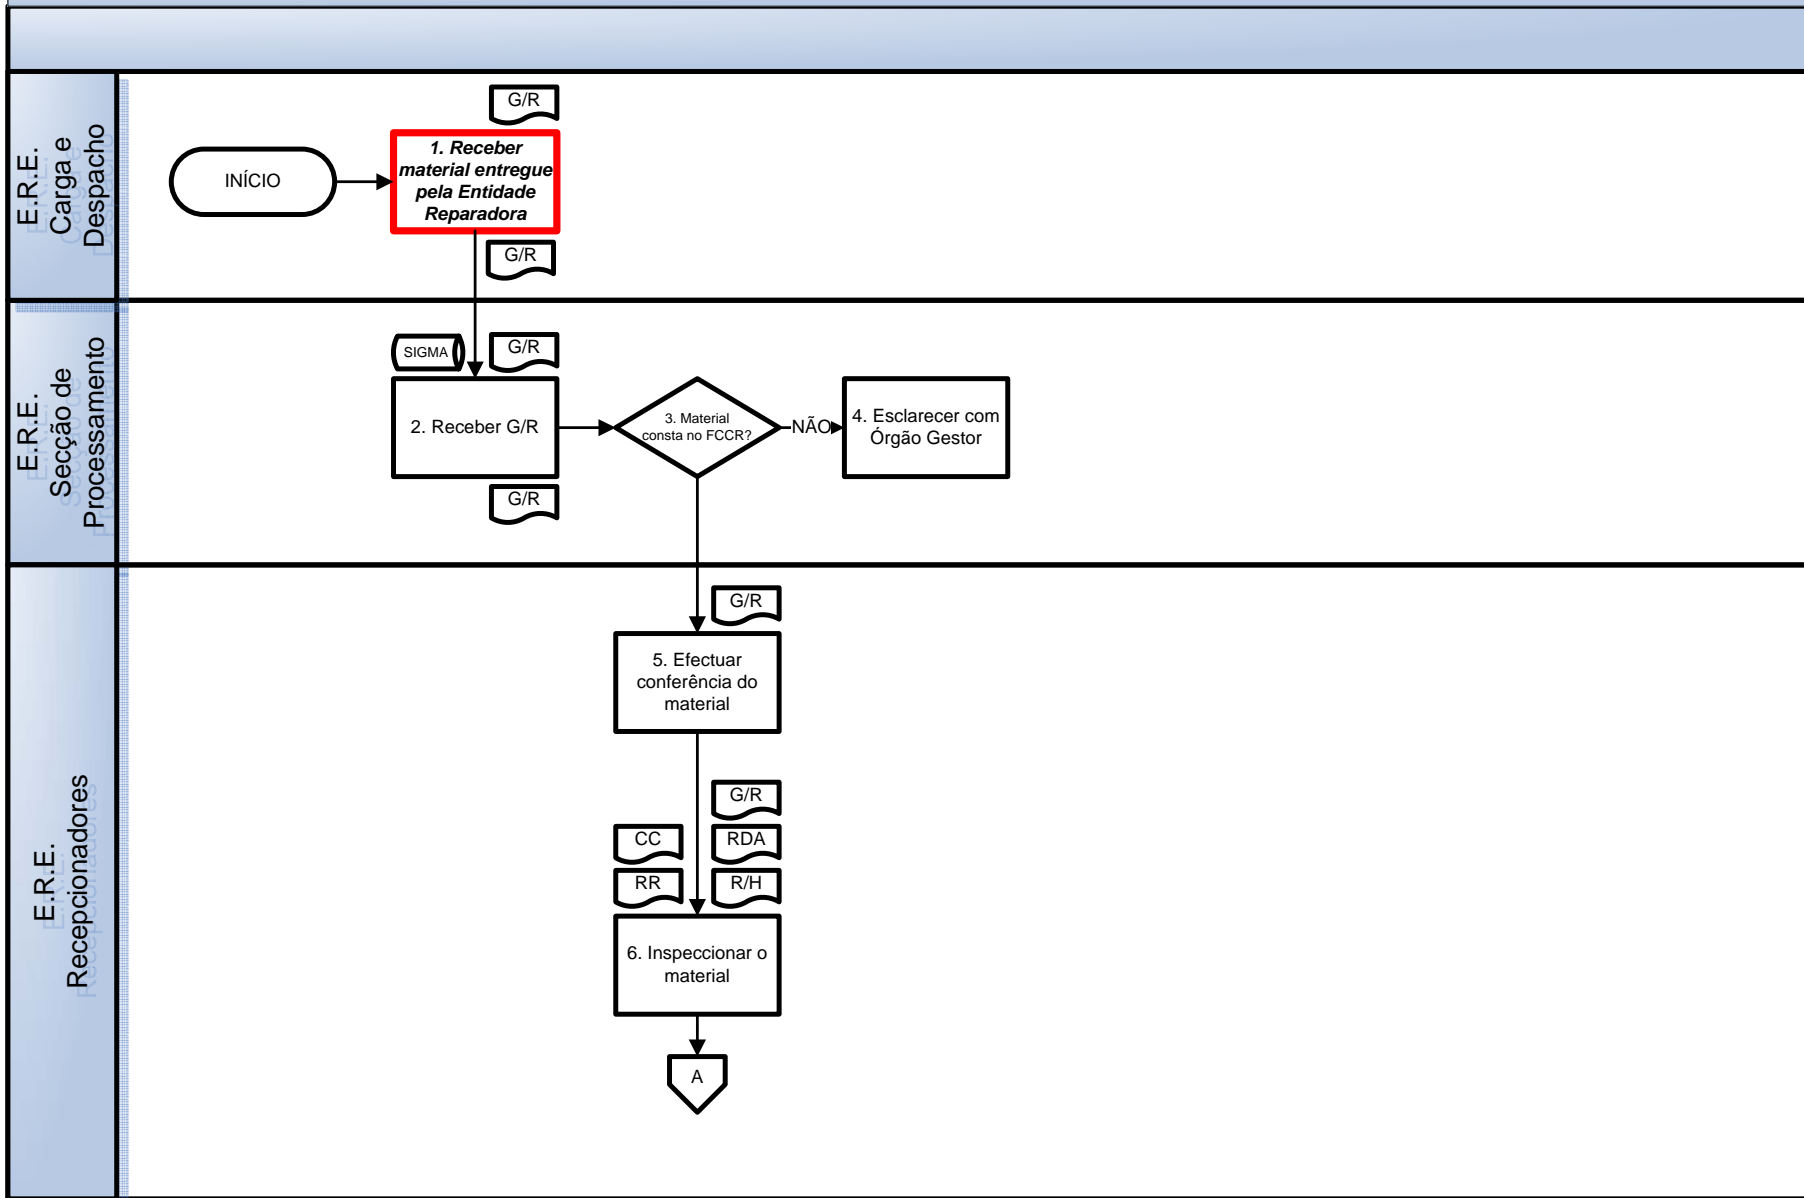 E.R.E.
Carga e
Despacho
INÍCIO
G/R
1. Receber
material entregue
pela Entidade
Reparadora
G/R
E.R.E.
Secção de
Processamento
SIGMA
G/R
2. Receber G/R
G/R
3. Material
consta no FCCR?
NÃO
4. Esclarecer com
Órgão Gestor
E.R.E.
Recepcionadores
G/R
5. Efectuar
conferência do
material
G/R
CC
RDA
RR
R/H
6. Inspeccionar o
material
A